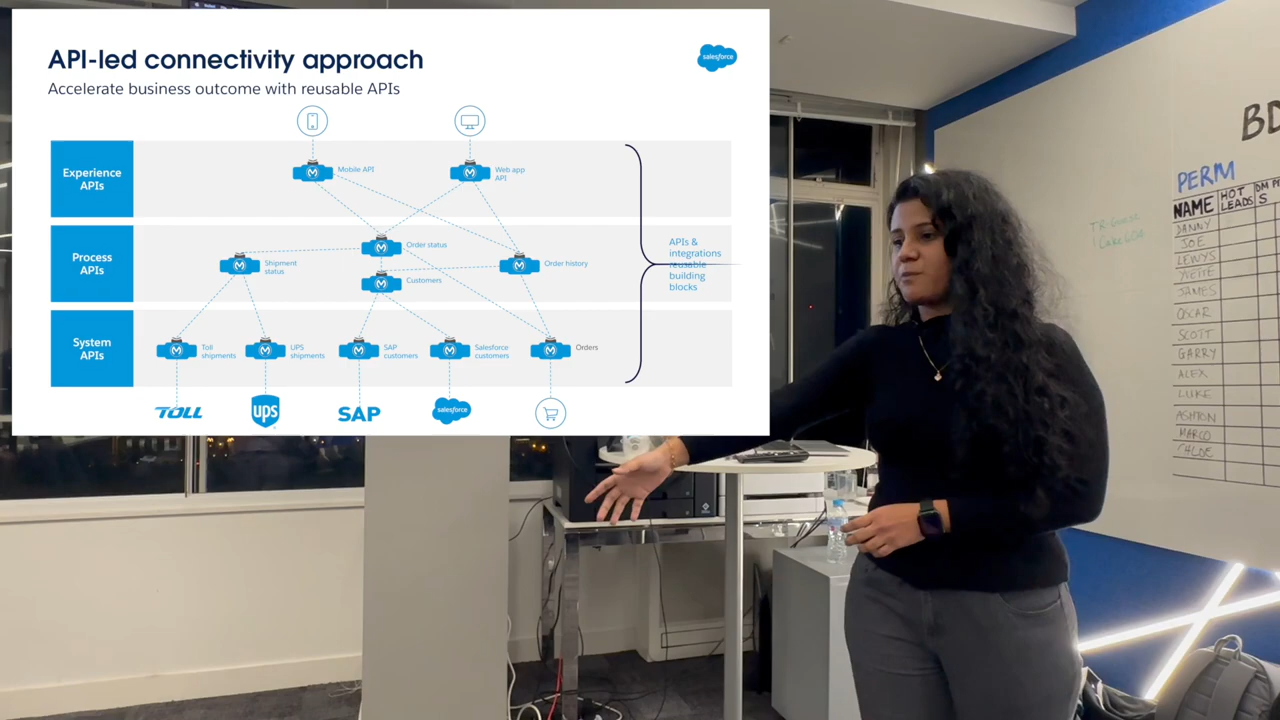 API-led connectivity approach
Accelerate business outcome with reusable APIs
salesforce
Experience
APIs
Mobile API
Web app
API
Process
APIs
Shipment
status
Order status
Customers
Order history
APIs &
integrations
reusable
building
blocks
System
APIs
Toll
shipments
UPS
shipments
SAP
customers
Salesforce
customers
Orders
TOLL
ups
SAP
salesforce
BD
PERM
NAME
HOT
LEADS
DANNY
JOE
LEWYS
YVETTE
JAMES
OSCAR
SCOTT
GARRY
ALEX
LUKE
ASHTON
MARCO
CHLOE